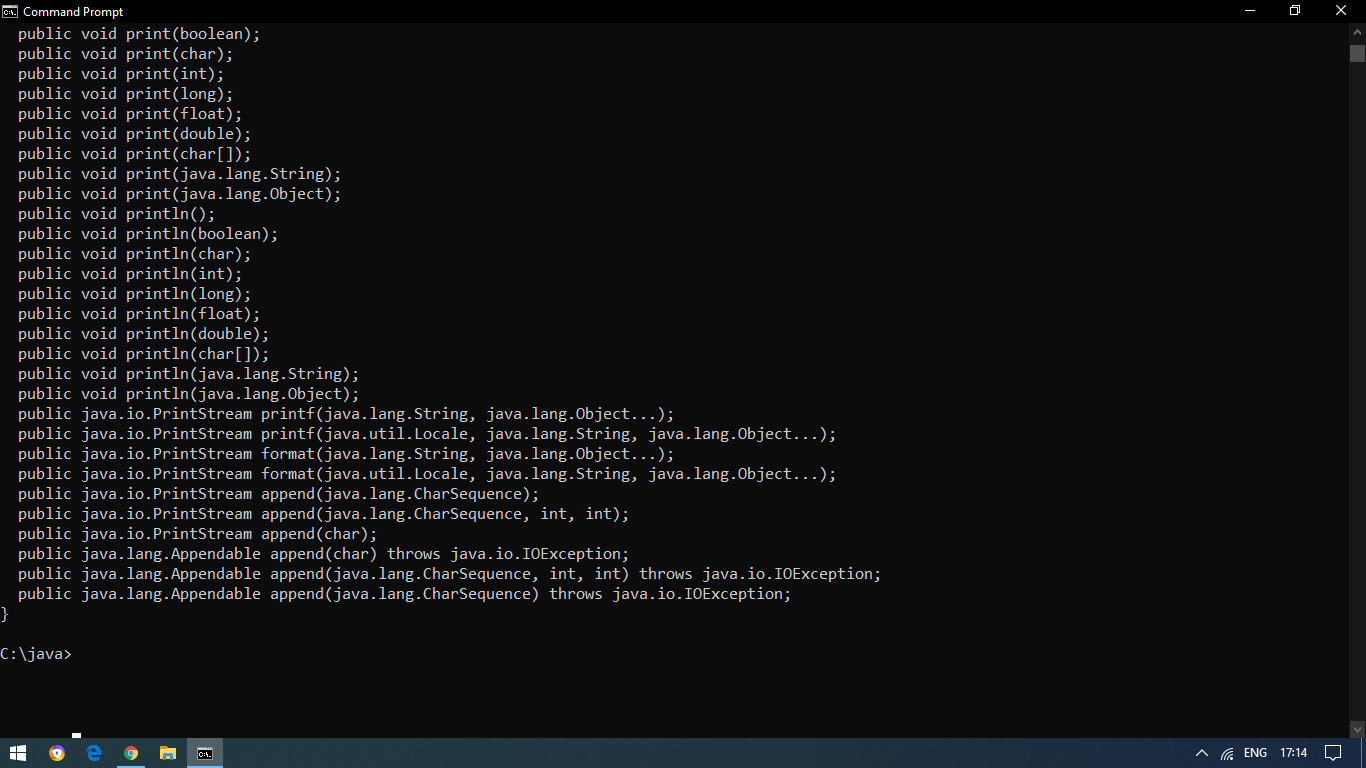 Command Prompt
public void print(boolean);
public void print(char);
public void print(int);
public void print(long);
public void print(float);
public void print(double);
public void print(char[]);
public void print(java.lang.String);
public void print(java.lang.Object);
public void println();
public void println(boolean);
public void println(char);
public void println(int);
public void println(long);
public void println(float);
public void println(double);
public void println(char[]);
public void println(java.lang.String);
public void println(java.lang.Object);
public java.io.PrintStream printf(java.lang.String, java.lang.Object...);
public java.io.PrintStream printf(java.util.Locale, java.lang.String, java.lang.Object...);
public java.io.PrintStream format(java.lang.String, java.lang.Object...);
public java.io.PrintStream format(java.util.Locale, java.lang.String, java.lang.Object...);
public java.io.PrintStream append(java.lang.CharSequence);
public java.io.PrintStream append(java.lang.CharSequence, int, int);
public java.io.PrintStream append(char);
public java.lang.Appendable append(char) throws java.io.IOException;
public java.lang.Appendable append(java.lang.CharSequence, int, int) throws java.io.IOException;
public java.lang.Appendable append(java.lang.CharSequence) throws java.io.IOException;
}
C:\java>
ENG 17:14